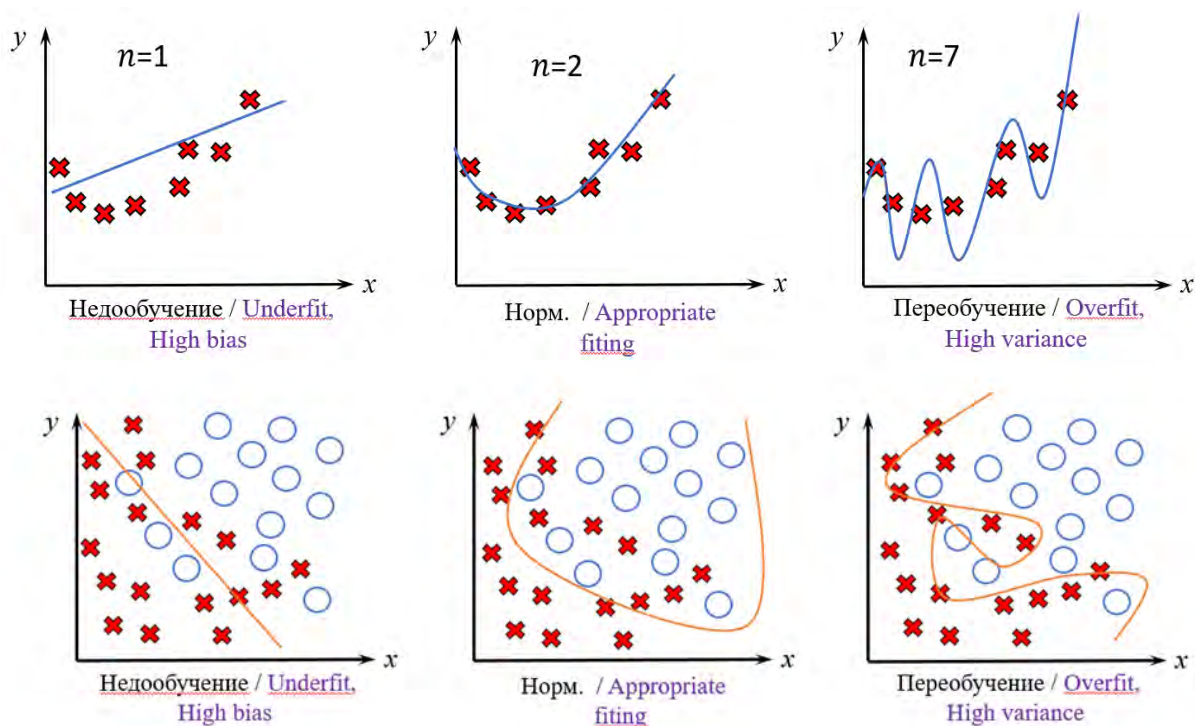 y
n=1
x
Недообучение / Underfit,
High bias
y
n=2
x
Норм. / Appropriate
fiting
y
n=7
x
Переобучение / Overfit,
High variance
y
x
Недообучение / Underfit,
High bias
y
x
Норм. / Appropriate
fiting
y
x
Переобучение / Overfit,
High variance